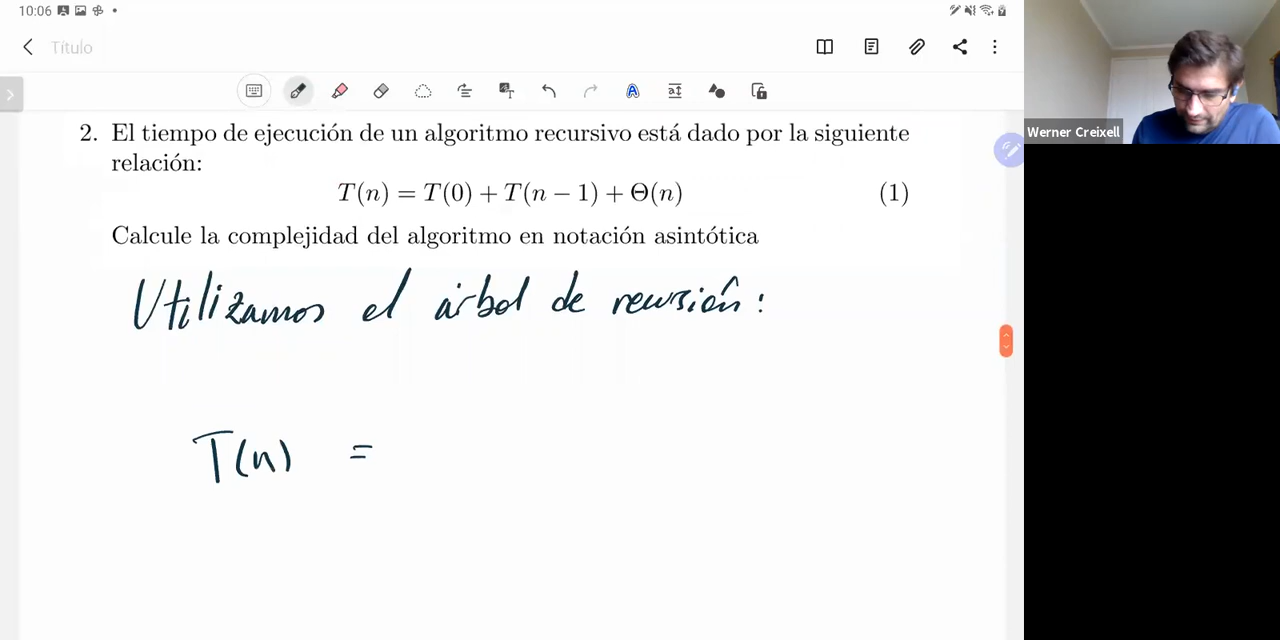 10:06
Título
2. El tiempo de ejecución de un algoritmo recursivo está dado por la siguiente
relación:
T(n) = T(0) + T(n − 1) + Θ(n) (1)
Calcule la complejidad del algoritmo en notación asintótica
Utilizamos el árbol de recursión:
T(n) =
Werner Creixell